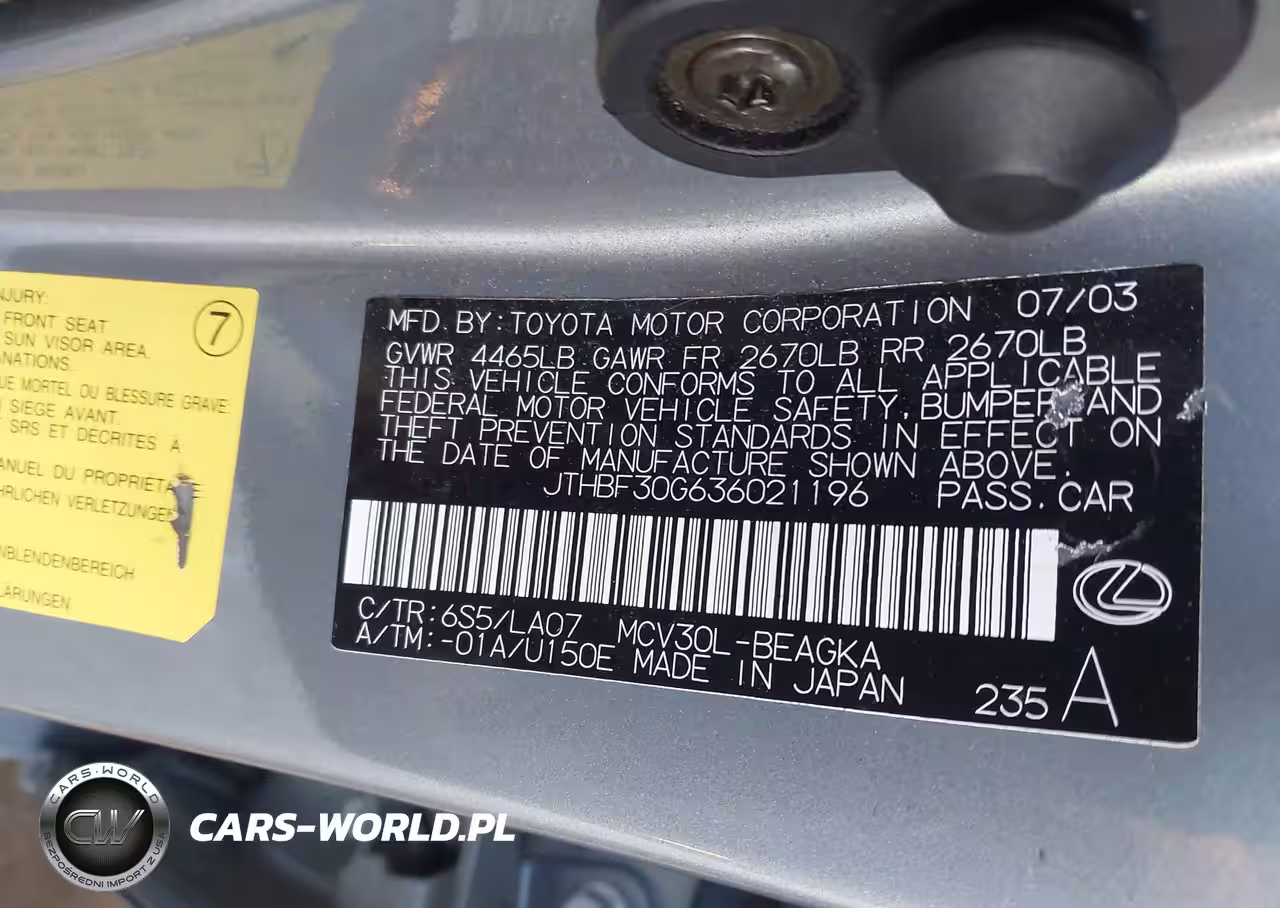 NJURY:
FRONT SEAT
SUN VISOR AREA.
ANATIONS.
UE MORTEL OU BLESSURE GRAVE:
SIEGE AVANT.
SRS ET DECRITES A
ANUEL DU PROPRIÉTAIRE
HRLICHEN VERLETZUNGEN
NBLENDENBEREICH
LARUNGEN
7
MFD. BY: TOYOTA MOTOR CORPORATION 07/03
GVWR 4465LB GAWR FR 2670LB RR 2670LB
THIS VEHICLE CONFORMS TO ALL APPLICABLE
FEDERAL MOTOR VEHICLE SAFETY, BUMPER AND
THEFT PREVENTION STANDARDS IN EFFECT ON
THE DATE OF MANUFACTURE SHOWN ABOVE.
JTHBF30G636021196 PASS. CAR
C/TR: 6S5/LA07 MCV30L-BEAGKA
A/TM: -01A/U150E MADE IN JAPAN
235 A
CARS-WORLD
CW
BEZPOŚREDNI IMPORT Z USA
CARS-WORLD.PL